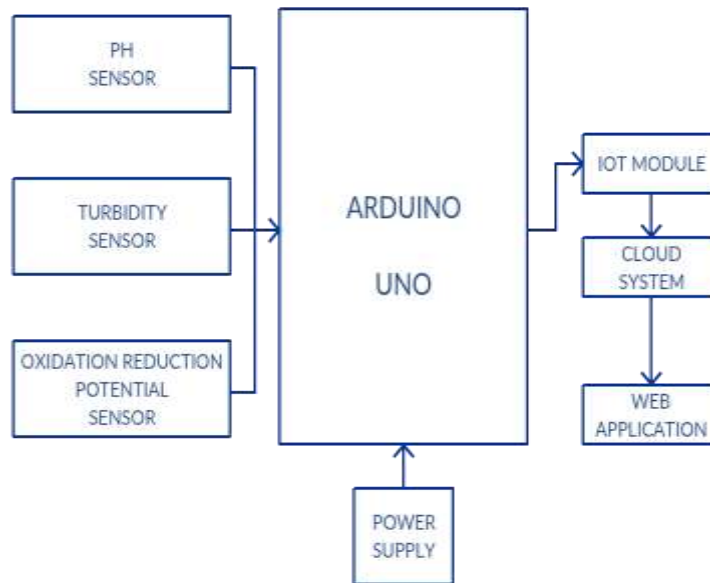 PH
SENSOR
TURBIDITY
SENSOR
OXIDATION REDUCTION
POTENTIAL
SENSOR
ARDUINO
UNO
POWER
SUPPLY
IOT MODULE
CLOUD
SYSTEM
WEB
APPLICATION